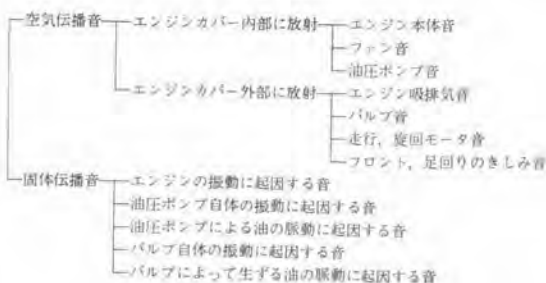 空気伝播音 エンジンカバー内部に放射 エンジン本体音
ファン音
油圧ポンプ音
エンジンカバー外部に放射 エンジン吸排気音
バルブ音
走行,旋回モータ音
フロント,足回りのきしみ音
固体伝播音 エンジンの振動に起因する音
油圧ポンプ自体の振動に起因する音
油圧ポンプによる油の脈動に起因する音
バルブ自体の振動に起因する音
バルブによって生ずる油の脈動に起因する音